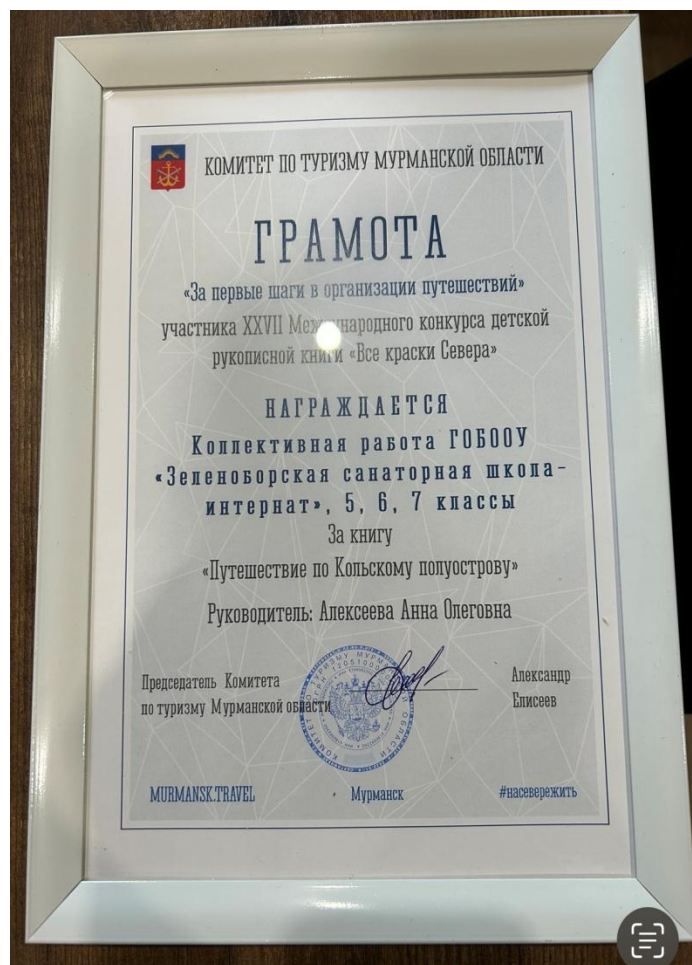 КОМИТЕТ ПО ТУРИЗМУ МУРМАНСКОЙ ОБЛАСТИ
ГРАМОТА
«За первые шаги в организации путешествий»
участника XXVII Международного конкурса детской
рукописной книги «Все краски Севера»
НАГРАЖДАЕТСЯ
Коллективная работа ГОБООУ
«Зеленоборская санаторная школа-
интернат», 5, 6, 7 классы
За книгу
«Путешествие по Кольскому полуострову»
Руководитель: Алексеева Анна Олеговна
Председатель Комитета
по туризму Мурманской области
Александр
Елисеев
MURMANSK.TRAVEL
Мурманск
#насевережить